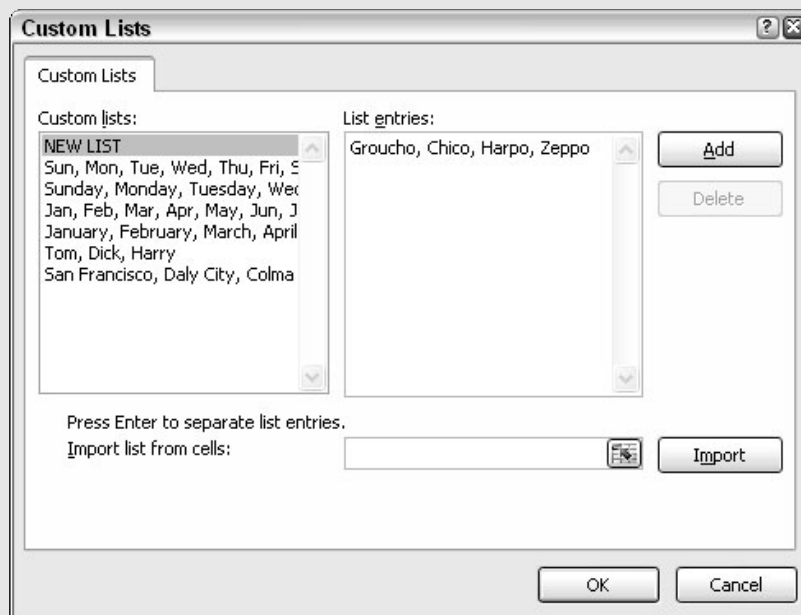 Custom Lists
Custom Lists
Custom lists:
NEW LIST
Sun, Mon, Tue, Wed, Thu, Fri, S
Sunday, Monday, Tuesday, Wed
Jan, Feb, Mar, Apr, May, Jun, J
January, February, March, April
Tom, Dick, Harry
San Francisco, Daly City, Colma
List entries:
Groucho, Chico, Harpo, Zeppo
Add
Delete
Press Enter to separate list entries.
Import list from cells:
Import
OK
Cancel